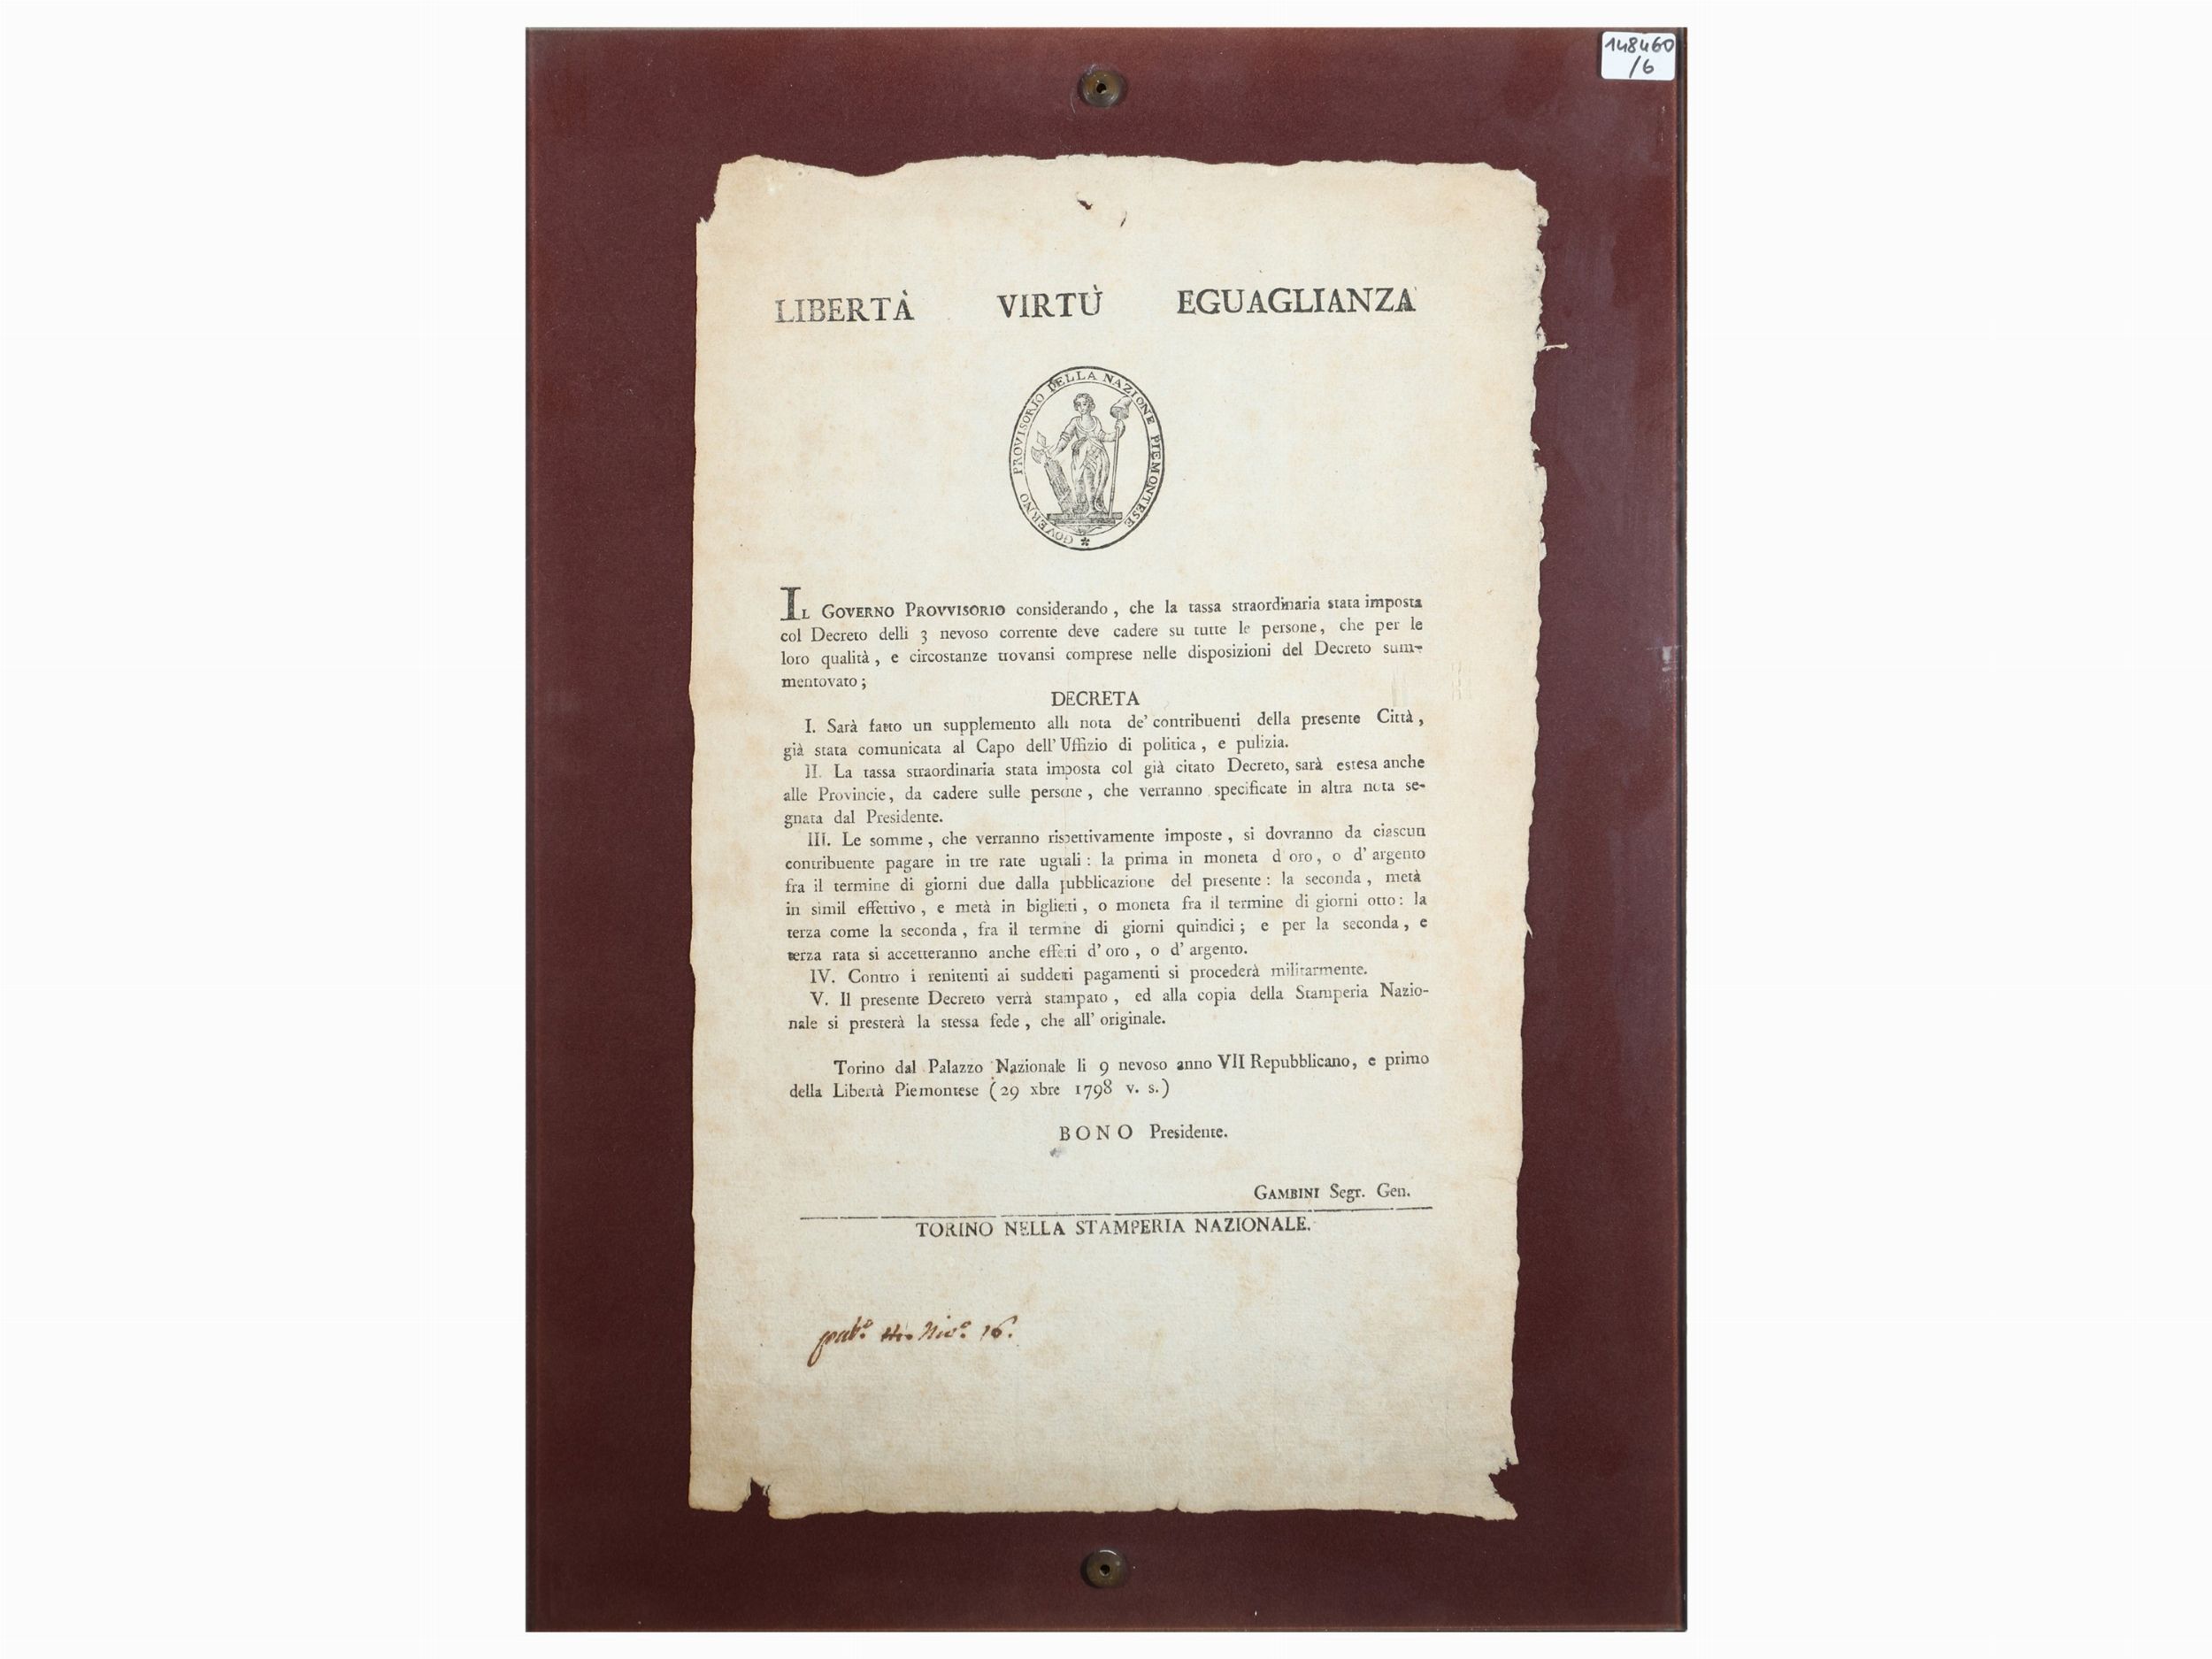 148460
/6
LIBERTÀ VIRTÙ EGUAGLIANZA
GOVERNO PROVISORIO DELLA NAZIONE PIEMONTESE *
IL GOVERNO PROVVISORIO considerando, che la tassa straordinaria stata imposta
col Decreto delli 3 nevoso corrente deve cadere su tutte le persone, che per le
loro qualità, e circostanze trovansi comprese nelle disposizioni del Decreto sum-
mentovato;
DECRETA
I. Sarà fatto un supplemento alla nota de' contribuenti della presente Città,
già stata comunicata al Capo dell' Uffizio di politica, e pulizia.
II. La tassa straordinaria stata imposta col già citato Decreto, sarà estesa anche
alle Provincie, da cadere sulle persone, che verranno specificate in altra nota se-
gnata dal Presidente.
III. Le somme, che verranno rispettivamente imposte, si dovranno da ciascun
contribuente pagare in tre rate uguali: la prima in moneta d'oro, o d' argento
fra il termine di giorni due dalla pubblicazione del presente: la seconda, metà
in simil effettivo, e metà in biglietti, o moneta fra il termine di giorni otto: la
terza come la seconda, fra il termine di giorni quindici; e per la seconda, e
terza rata si accetteranno anche effetti d' oro, o d' argento.
IV. Contro i renitenti ai suddetti pagamenti si procederà militarmente.
V. Il presente Decreto verrà stampato, ed alla copia della Stamperia Nazio-
nale si presterà la stessa fede, che all' originale.
Torino dal Palazzo Nazionale li 9 nevoso anno VII Repubblicano, e primo
della Libertà Piemontese (29 xbre 1798 v. s.)
BONO Presidente.
GAMBINI Segr. Gen.
TORINO NELLA STAMPERIA NAZIONALE.
pub.º 16.